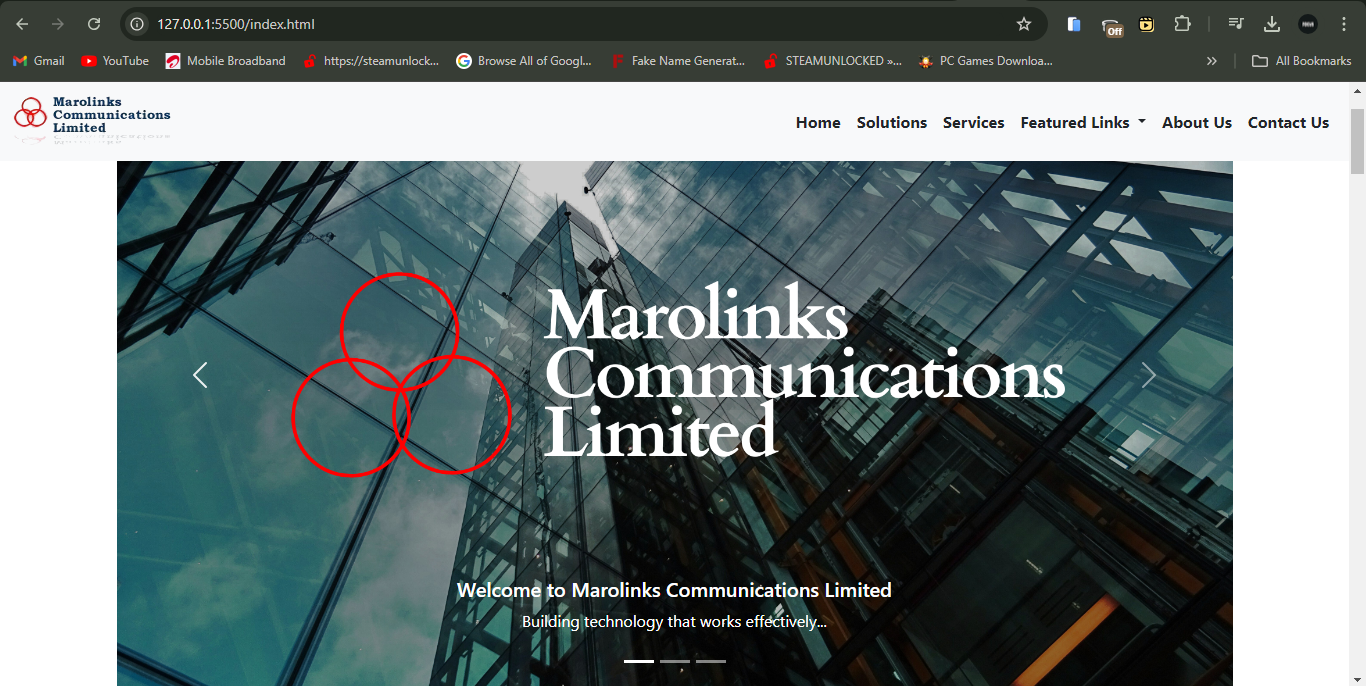 127.0.0.1:5500/index.html
Off
Gmail
YouTube
Mobile Broadband
https://steamunlock...
Browse All of Googl...
Fake Name Generat...
STEAMUNLOCKED »...
PC Games Downloa...
»
All Bookmarks
Marolinks
Communications
Limited
Home
Solutions
Services
Featured Links
About Us
Contact Us
Marolinks
Communications
Limited
Welcome to Marolinks Communications Limited
Building technology that works effectively...